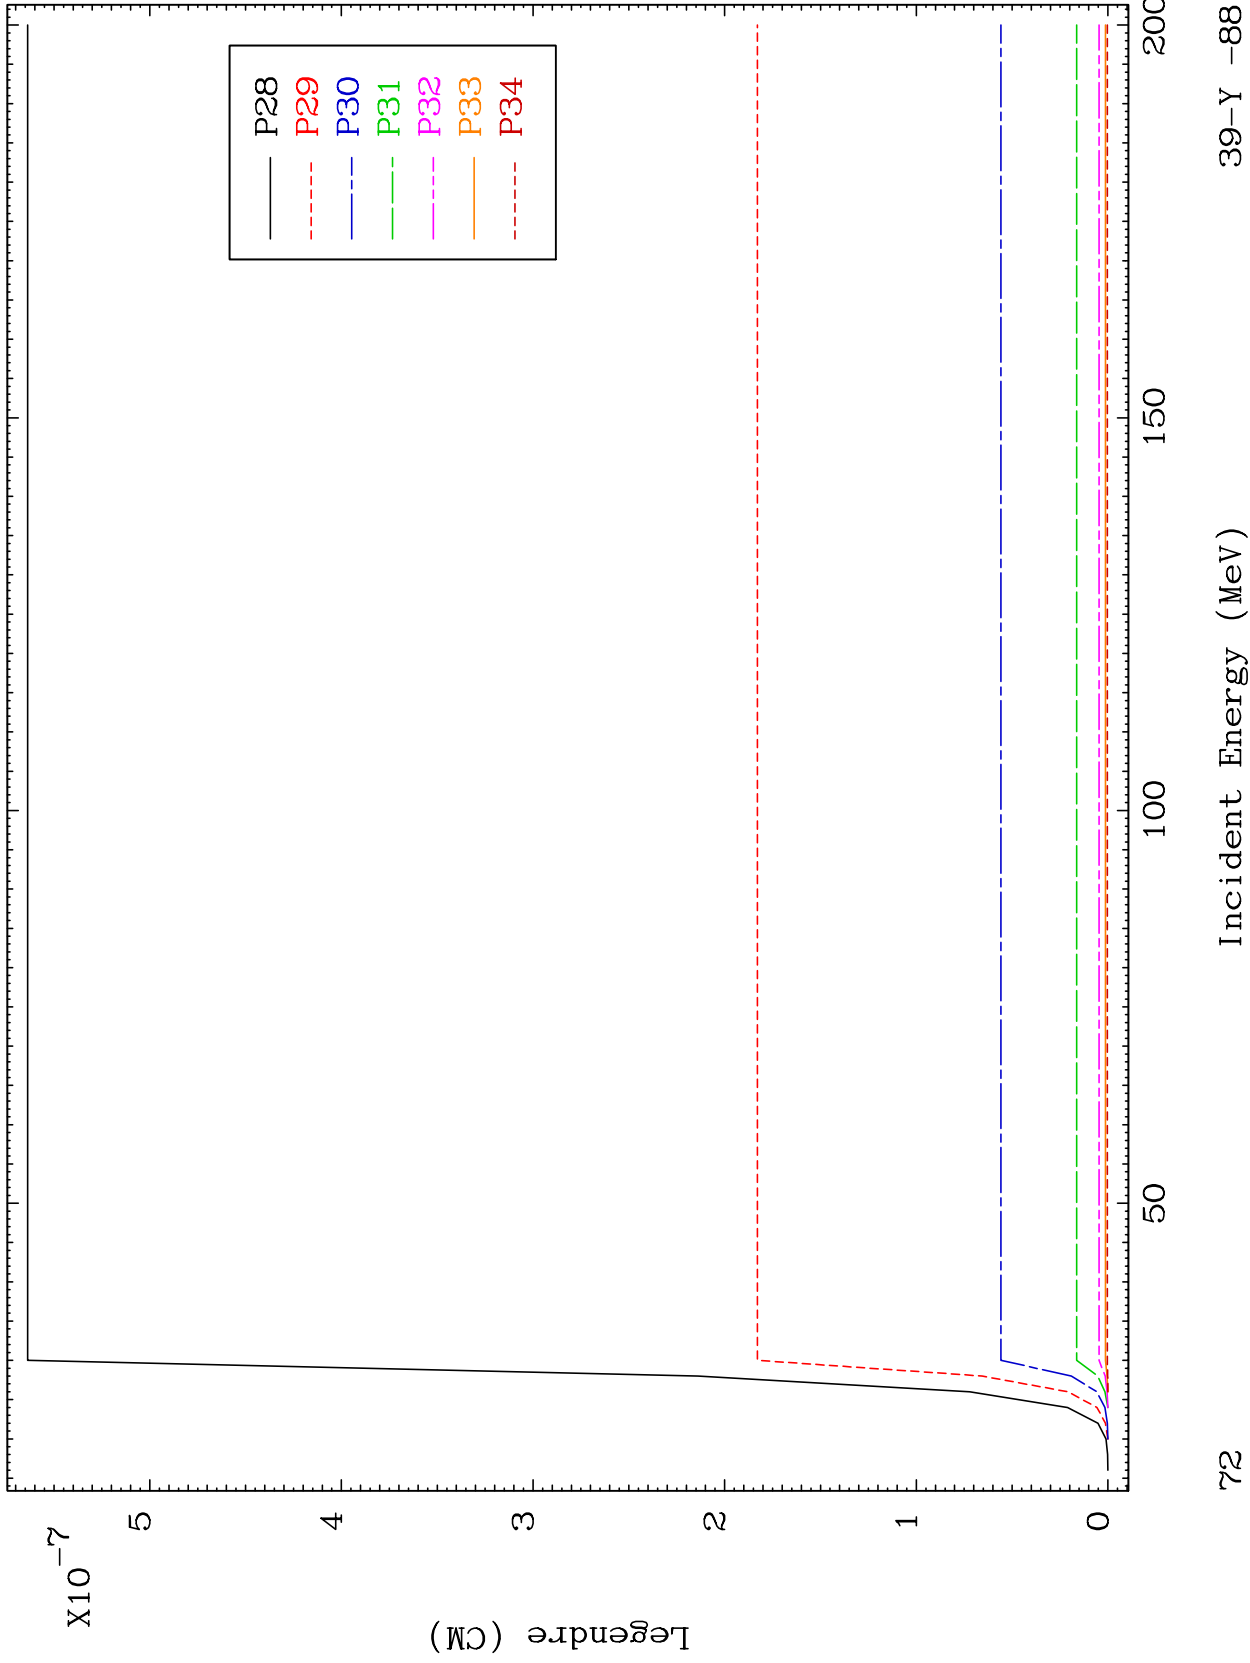 X10⁻⁷
Legendre (CM)
5
4
3
2
1
0
P28
P29
P30
P31
P32
P33
P34
50
100
150
200
Incident Energy (MeV)
72
39-Y -88